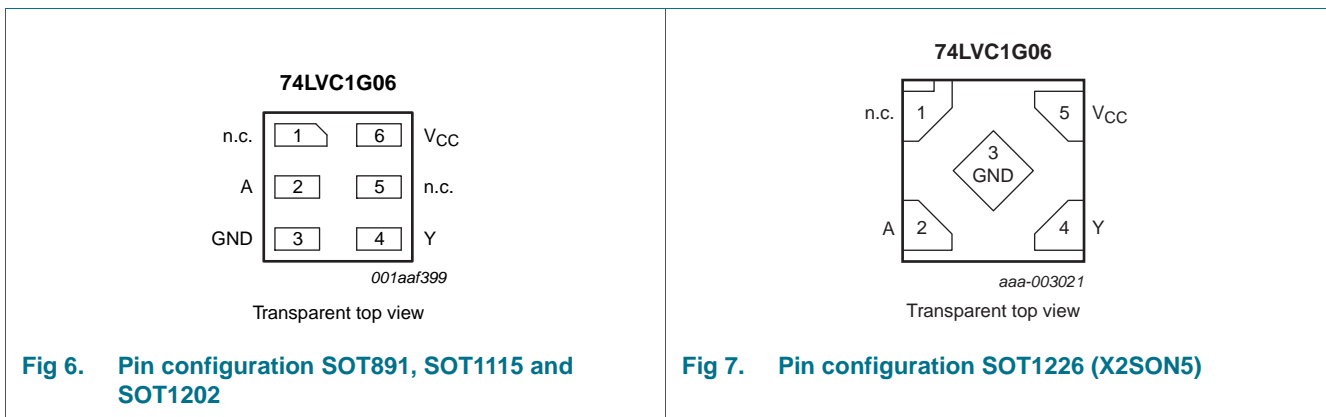 74LVC1G06
n.c. 1 6 VCC
A 2 5 n.c.
GND 3 4 Y
001aaf399
Transparent top view
Fig 6. Pin configuration SOT891, SOT1115 and
SOT1202
74LVC1G06
n.c. 1 5 VCC
3
GND
A 2 4 Y
aaa-003021
Transparent top view
Fig 7. Pin configuration SOT1226 (X2SON5)